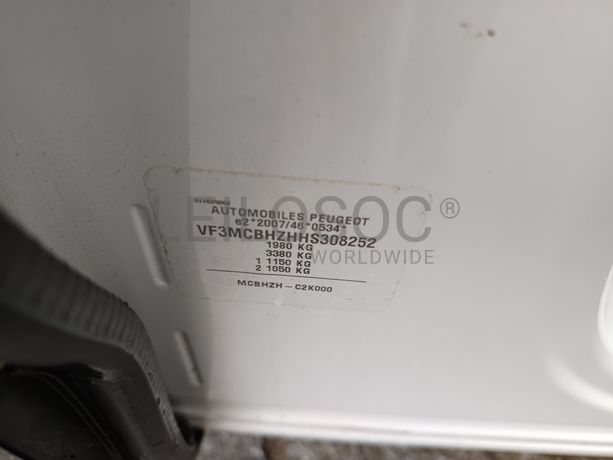 AUTOMOBILES PEUGEOT
e2*2007/46*0534*
VF3MCBHZHHS308252
1980 KG
3380 KG
1 1150 KG
2 1050 KG
MCBHZH - C2K000
LEILOSOC®
WORLDWIDE